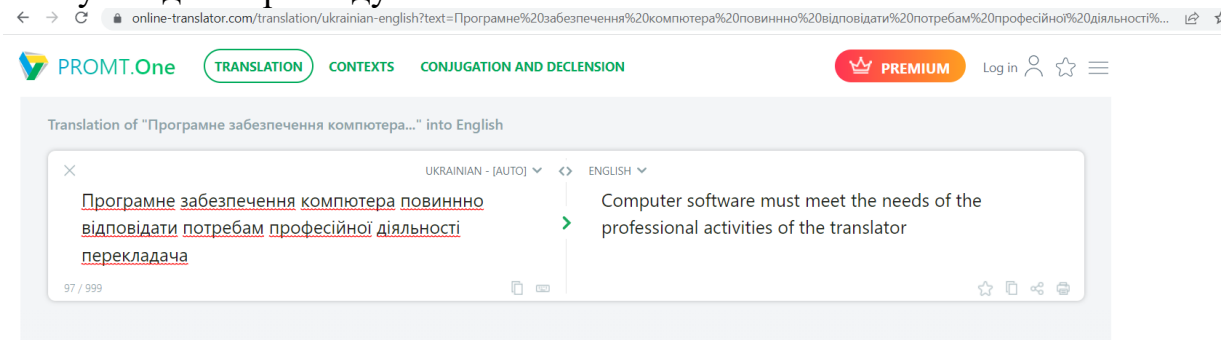 online-translator.com/translation/ukrainian-english?text=Програмне%20забезпечення%20компютера%20повиннно%20відповідати%20потребам%20професійної%20діяльності%...
PROMT.One TRANSLATION CONTEXTS CONJUGATION AND DECLENSION PREMIUM Log in
Translation of "Програмне забезпечення компютера..." into English
UKRAINIAN - [AUTO] ENGLISH
Програмне забезпечення компютера повиннно
відповідати потребам професійної діяльності
перекладача
Computer software must meet the needs of the
professional activities of the translator
97 / 999